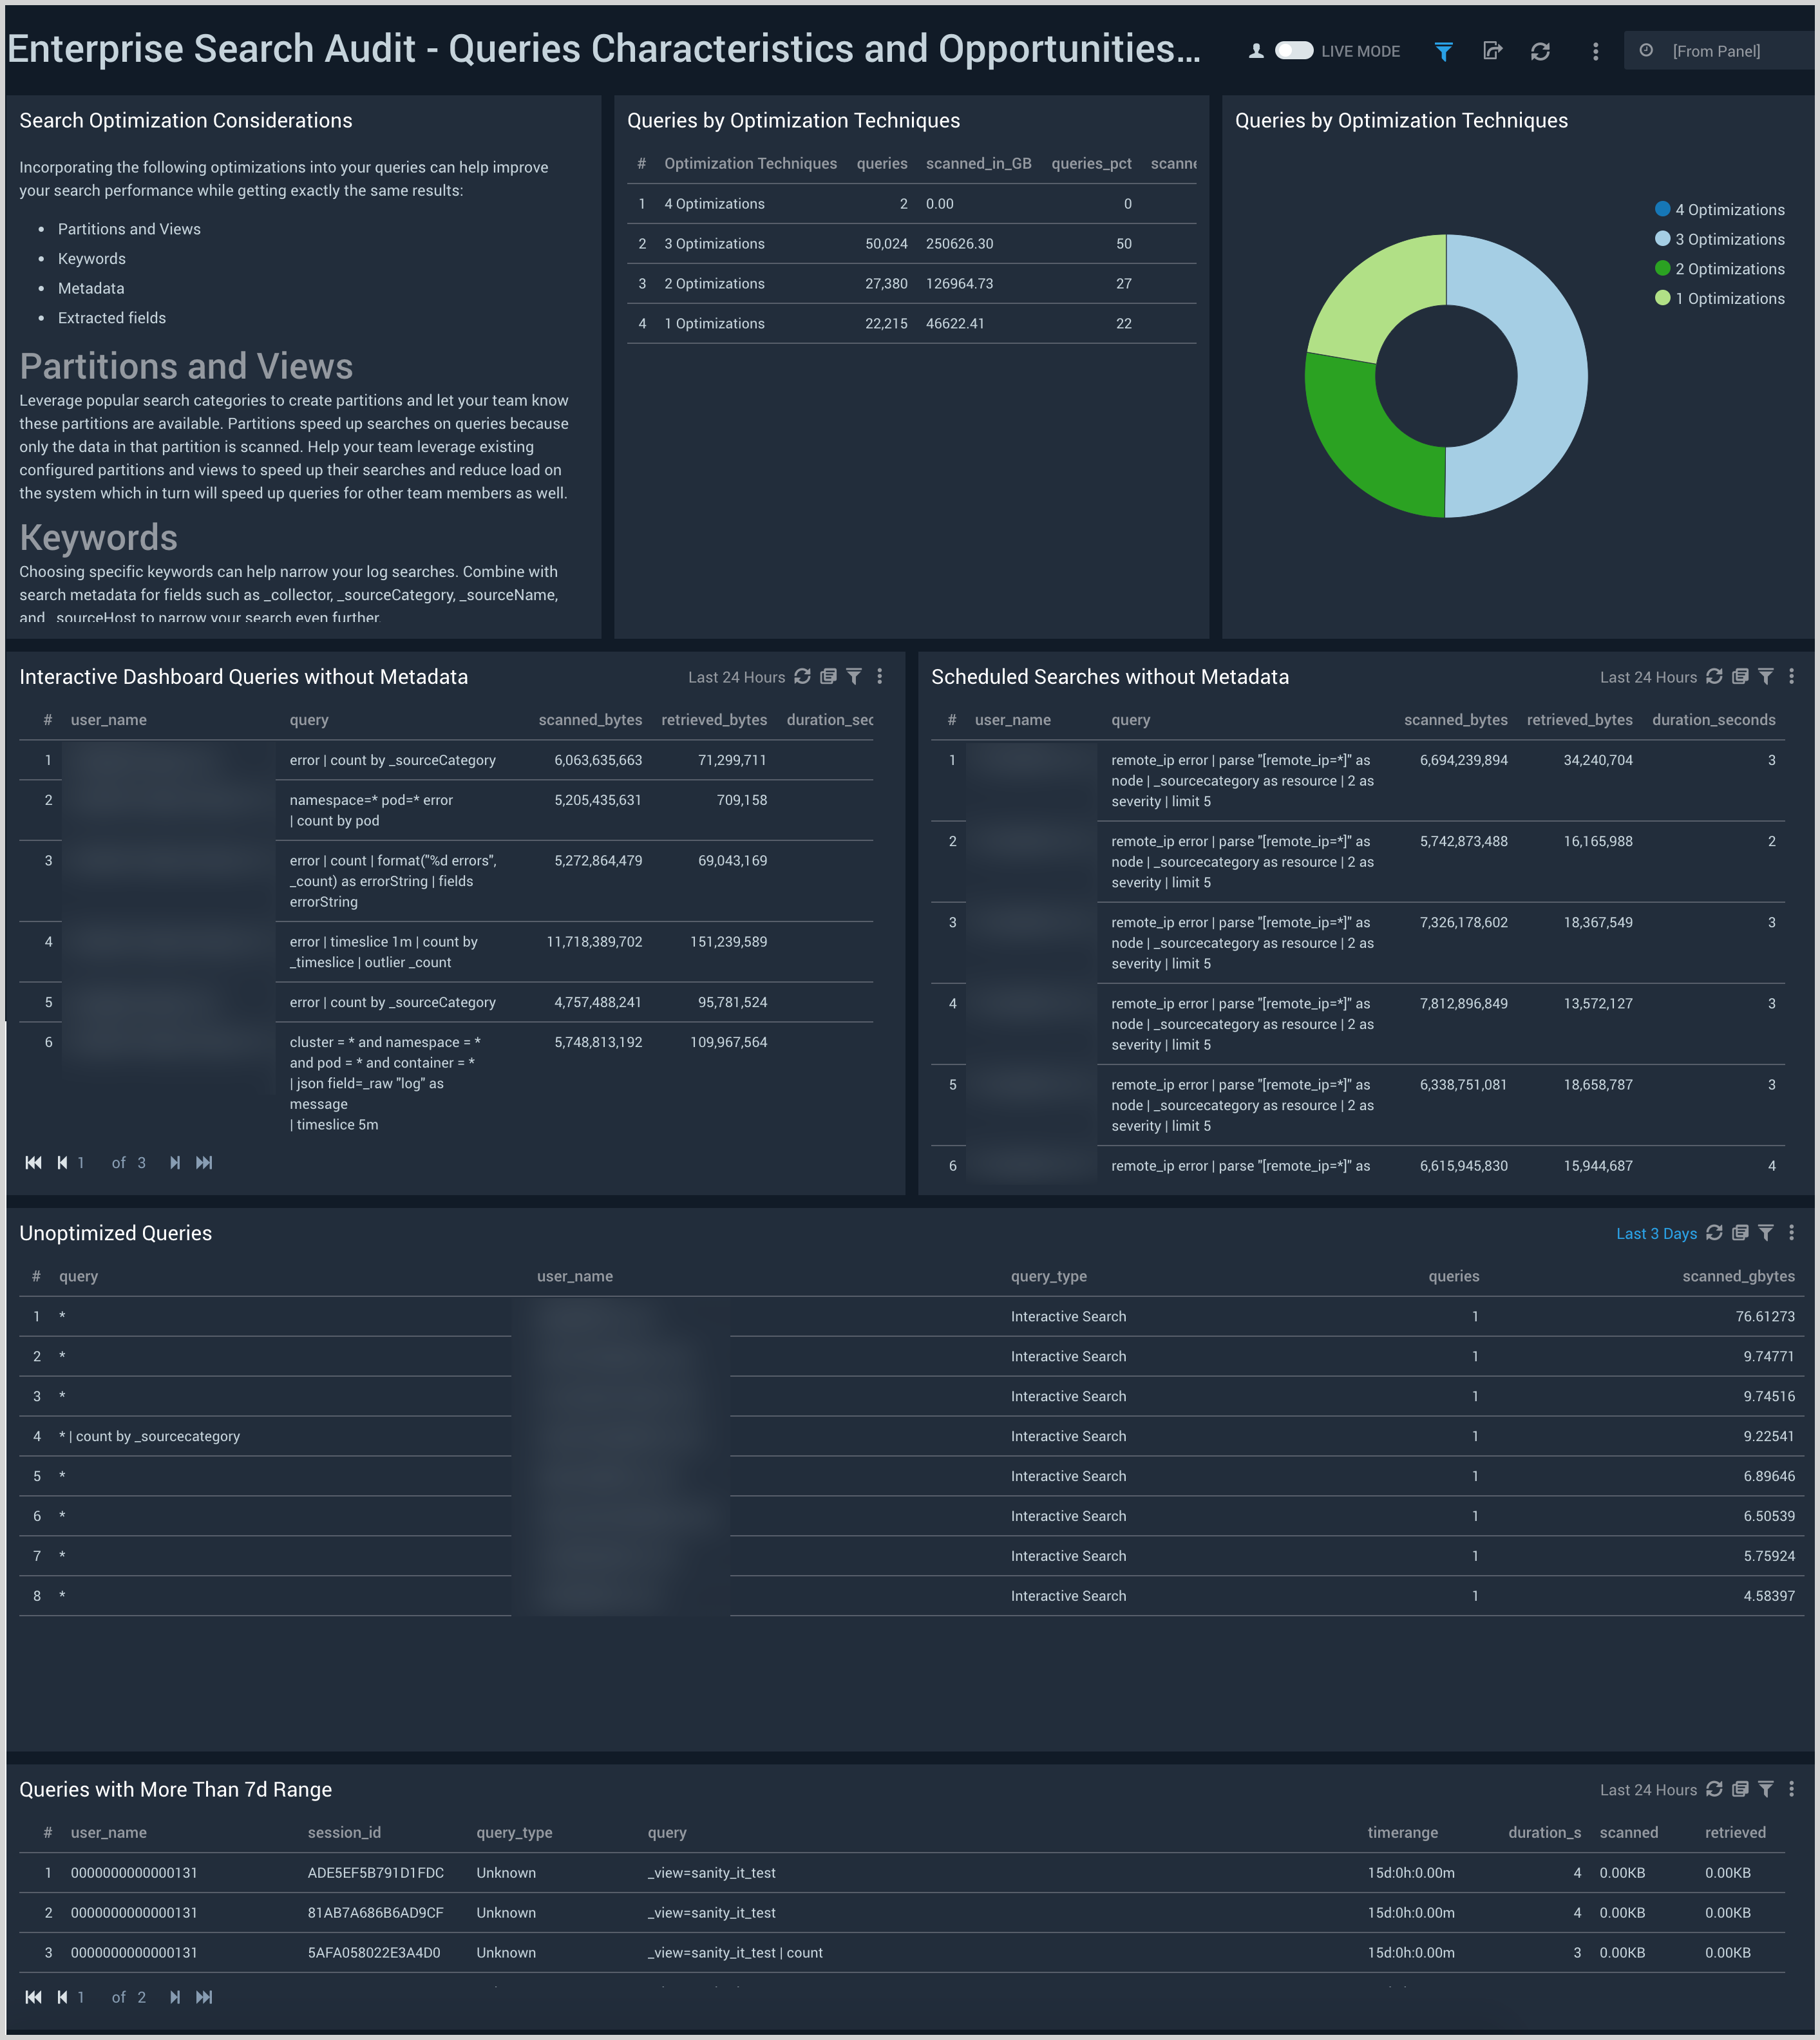 Enterprise Search Audit - Queries Characteristics and Opportunities...
LIVE MODE
[From Panel]
Search Optimization Considerations
Incorporating the following optimizations into your queries can help improve
your search performance while getting exactly the same results:
• Partitions and Views
• Keywords
• Metadata
• Extracted fields
Partitions and Views
Leverage popular search categories to create partitions and let your team know
these partitions are available. Partitions speed up searches on queries because
only the data in that partition is scanned. Help your team leverage existing
configured partitions and views to speed up their searches and reduce load on
the system which in turn will speed up queries for other team members as well.
Keywords
Choosing specific keywords can help narrow your log searches. Combine with
search metadata for fields such as _collector, _sourceCategory, _sourceName,
and _sourceHost to narrow your search even further.
Queries by Optimization Techniques
# Optimization Techniques queries scanned_in_GB queries_pct scanne
1 4 Optimizations 2 0.00 0
2 3 Optimizations 50,024 250626.30 50
3 2 Optimizations 27,380 126964.73 27
4 1 Optimizations 22,215 46622.41 22
Queries by Optimization Techniques
4 Optimizations
3 Optimizations
2 Optimizations
1 Optimizations
Interactive Dashboard Queries without Metadata
Last 24 Hours
# user_name query scanned_bytes retrieved_bytes duration_sec
1 error | count by _sourceCategory 6,063,635,663 71,299,711
2 namespace=* pod=* error 5,205,435,631 709,158
| count by pod
3 error | count | format("%d errors", 5,272,864,479 69,043,169
_count) as errorString | fields
errorString
4 error | timeslice 1m | count by 11,718,389,702 151,239,589
_timeslice | outlier _count
5 error | count by _sourceCategory 4,757,488,241 95,781,524
6 cluster = * and namespace = * 5,748,813,192 109,967,564
and pod = * and container = *
| json field=_raw "log" as
message
| timeslice 5m
1 of 3
Scheduled Searches without Metadata
Last 24 Hours
# user_name query scanned_bytes retrieved_bytes duration_seconds
1 remote_ip error | parse "[remote_ip=*]" as 6,694,239,894 34,240,704 3
node | _sourcecategory as resource | 2 as
severity | limit 5
2 remote_ip error | parse "[remote_ip=*]" as 5,742,873,488 16,165,988 2
node | _sourcecategory as resource | 2 as
severity | limit 5
3 remote_ip error | parse "[remote_ip=*]" as 7,326,178,602 18,367,549 3
node | _sourcecategory as resource | 2 as
severity | limit 5
4 remote_ip error | parse "[remote_ip=*]" as 7,812,896,849 13,572,127 3
node | _sourcecategory as resource | 2 as
severity | limit 5
5 remote_ip error | parse "[remote_ip=*]" as 6,338,751,081 18,658,787 3
node | _sourcecategory as resource | 2 as
severity | limit 5
6 remote_ip error | parse "[remote_ip=*]" as 6,615,945,830 15,944,687 4
Unoptimized Queries
Last 3 Days
# query user_name query_type queries scanned_gbytes
1 * Interactive Search 1 76.61273
2 * Interactive Search 1 9.74771
3 * Interactive Search 1 9.74516
4 * | count by _sourcecategory Interactive Search 1 9.22541
5 * Interactive Search 1 6.89646
6 * Interactive Search 1 6.50539
7 * Interactive Search 1 5.75924
8 * Interactive Search 1 4.58397
Queries with More Than 7d Range
Last 24 Hours
# user_name session_id query_type query timerange duration_s scanned retrieved
1 0000000000000131 ADE5EF5B791D1FDC Unknown _view=sanity_it_test 15d:0h:0.00m 4 0.00KB 0.00KB
2 0000000000000131 81AB7A686B6AD9CF Unknown _view=sanity_it_test 15d:0h:0.00m 4 0.00KB 0.00KB
3 0000000000000131 5AFA058022E3A4D0 Unknown _view=sanity_it_test | count 15d:0h:0.00m 3 0.00KB 0.00KB
1 of 2